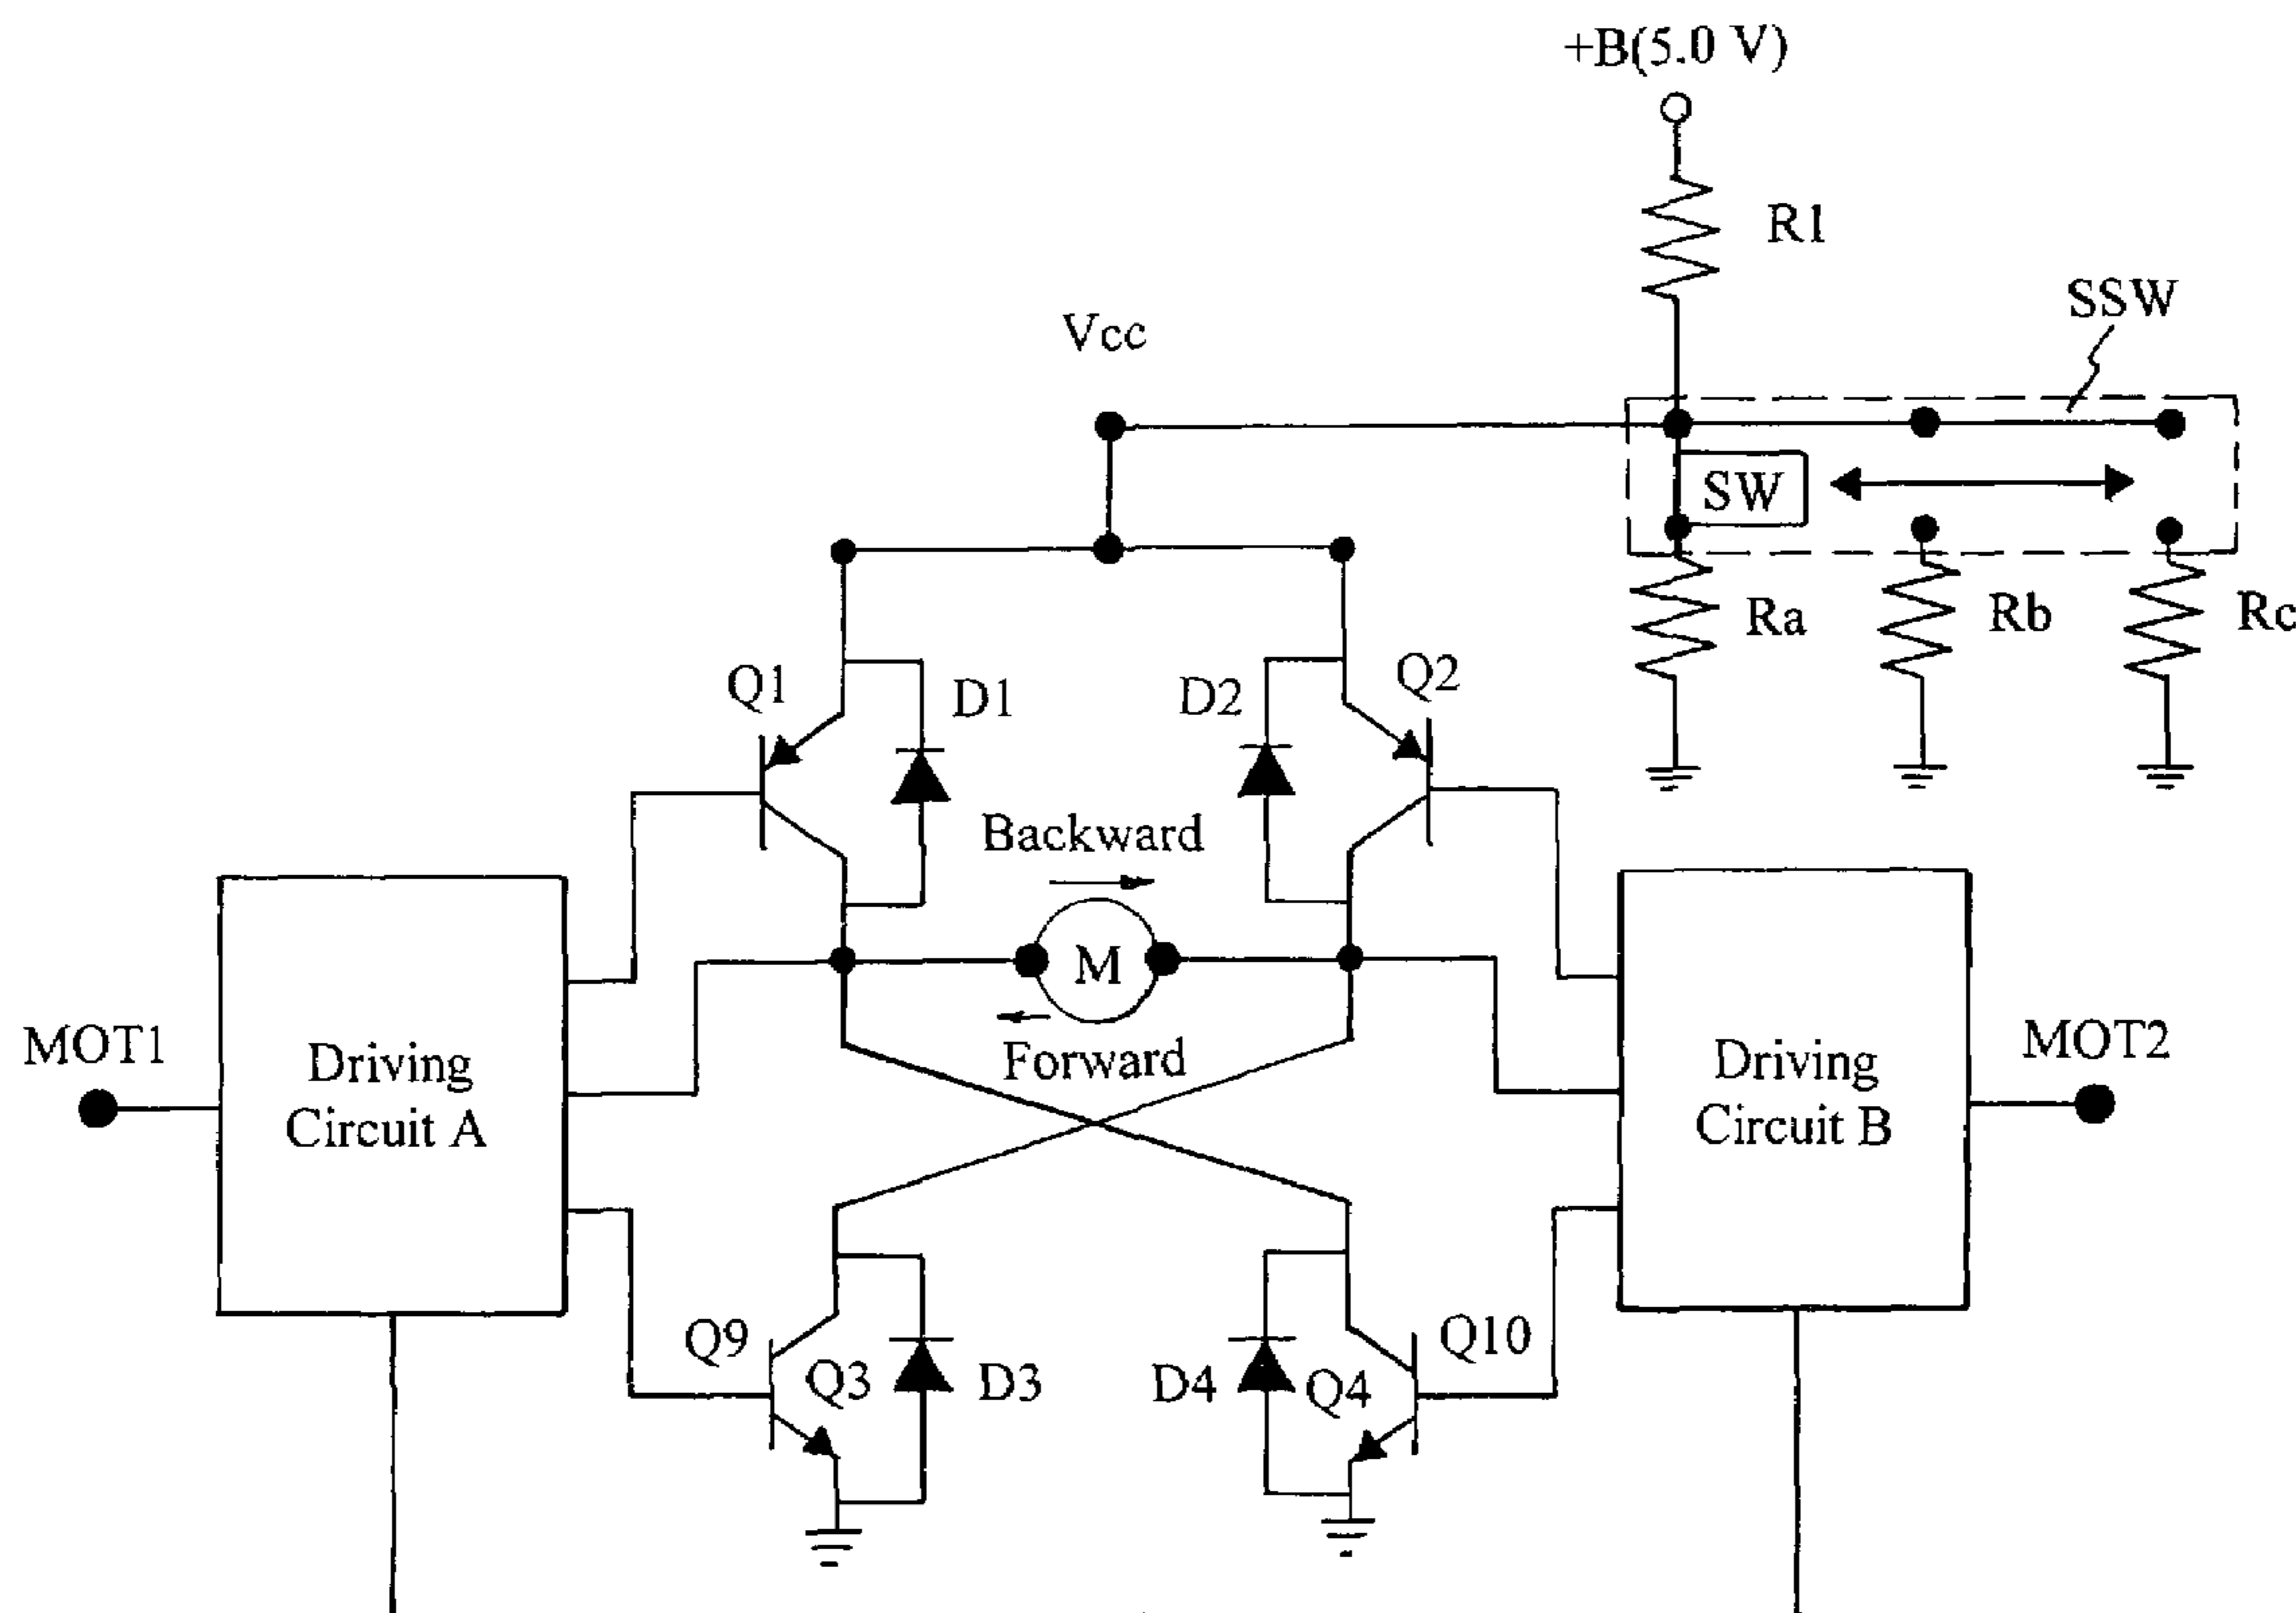 +B(5.0 V)
R1
SSW
Vcc
SW
Ra
Rb
Rc
Q1
D1
D2
Q2
Backward
M
Forward
MOT1
Driving
Circuit A
Driving
Circuit B
MOT2
Q9
Q3
D3
D4
Q4
Q10